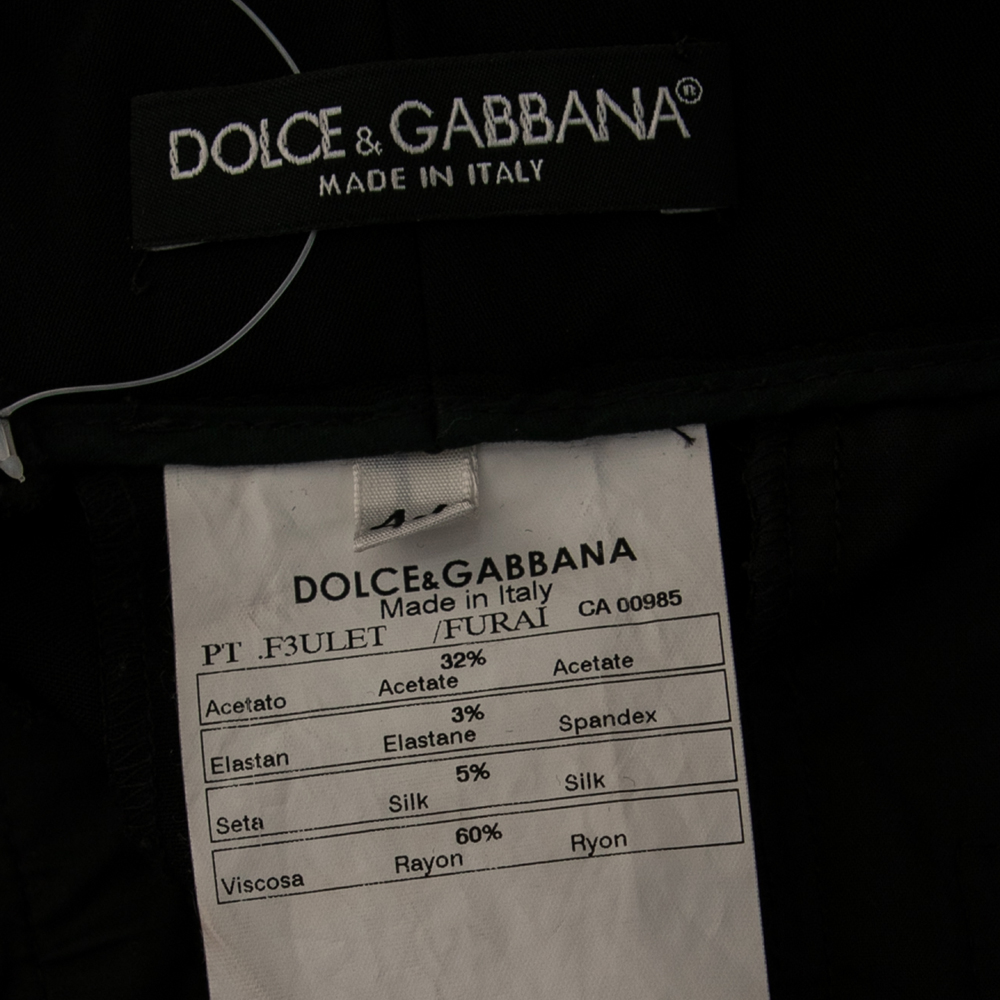 DOLCE & GABBANA®
MADE IN ITALY
DOLCE&GABBANA
Made in Italy
CA 00985
PT .F3ULET /FURAI
32%
Acetato Acetate Acetate
3%
Elastan Elastane Spandex
5%
Seta Silk Silk
60%
Viscosa Rayon Ryon